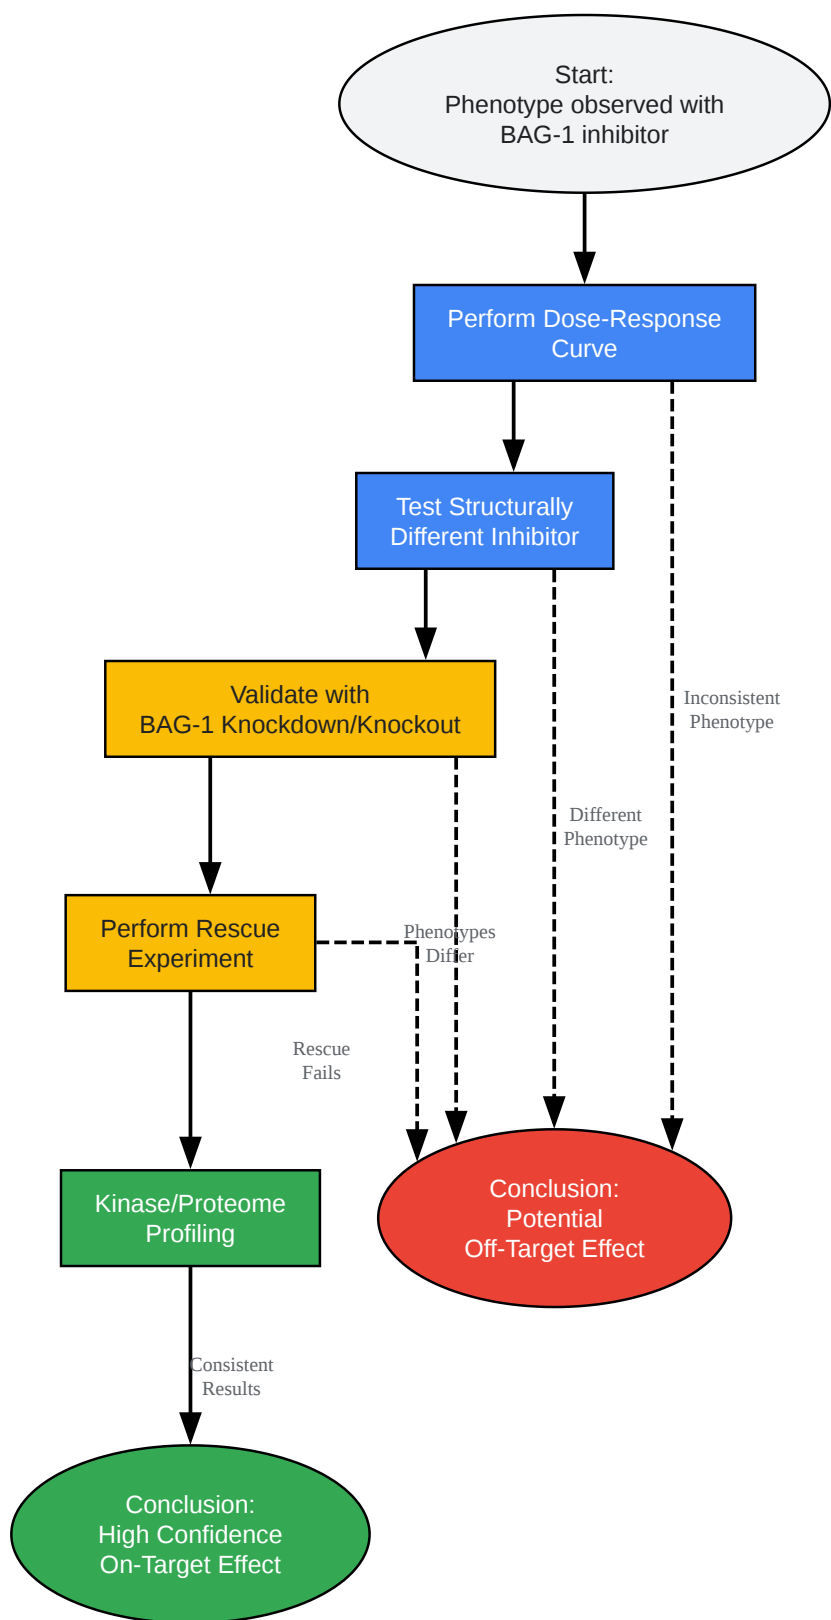 Start:
Phenotype observed with
BAG-1 inhibitor
Perform Dose-Response
Curve
Test Structurally
Different Inhibitor
Validate with
BAG-1 Knockdown/Knockout
Inconsistent
Phenotype
Different
Phenotype
Perform Rescue
Experiment
Phenotypes
Differ
Rescue
Fails
Kinase/Proteome
Profiling
Conclusion:
Potential
Off-Target Effect
Consistent
Results
Conclusion:
High Confidence
On-Target Effect